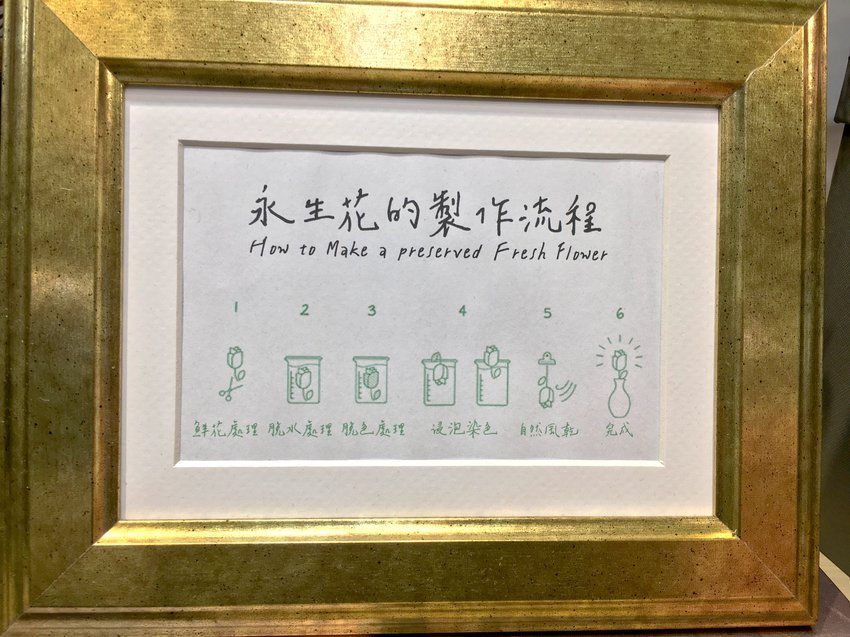 永生花的製作流程
How to Make a preserved Fresh Flower
1 2 3 4 5 6
鮮花處理 脫水處理 脫色處理 浸泡染色 自然風乾 完成